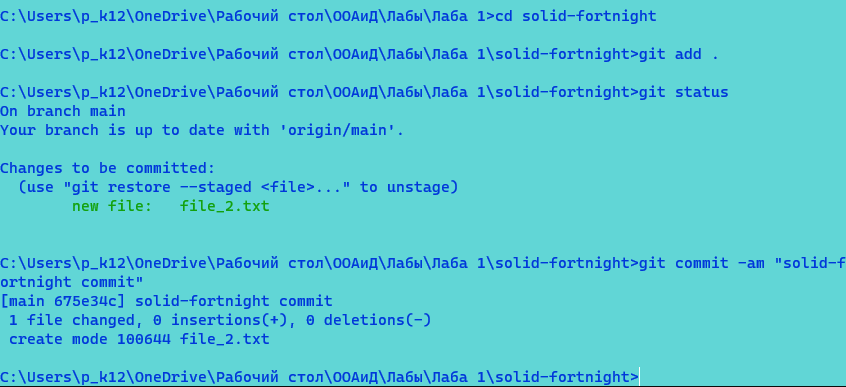 C:\Users\p_k12\OneDrive\Рабочий стол\ООАиД\Лабы\Лаба 1>cd solid-fortnight
C:\Users\p_k12\OneDrive\Рабочий стол\ООАиД\Лабы\Лаба 1\solid-fortnight>git add .
C:\Users\p_k12\OneDrive\Рабочий стол\ООАиД\Лабы\Лаба 1\solid-fortnight>git status
On branch main
Your branch is up to date with 'origin/main'.
Changes to be committed:
  (use "git restore --staged <file>..." to unstage)
        new file:   file_2.txt
C:\Users\p_k12\OneDrive\Рабочий стол\ООАиД\Лабы\Лаба 1\solid-fortnight>git commit -am "solid-f
ortnight commit"
[main 675e34c] solid-fortnight commit
 1 file changed, 0 insertions(+), 0 deletions(-)
 create mode 100644 file_2.txt
C:\Users\p_k12\OneDrive\Рабочий стол\ООАиД\Лабы\Лаба 1\solid-fortnight>